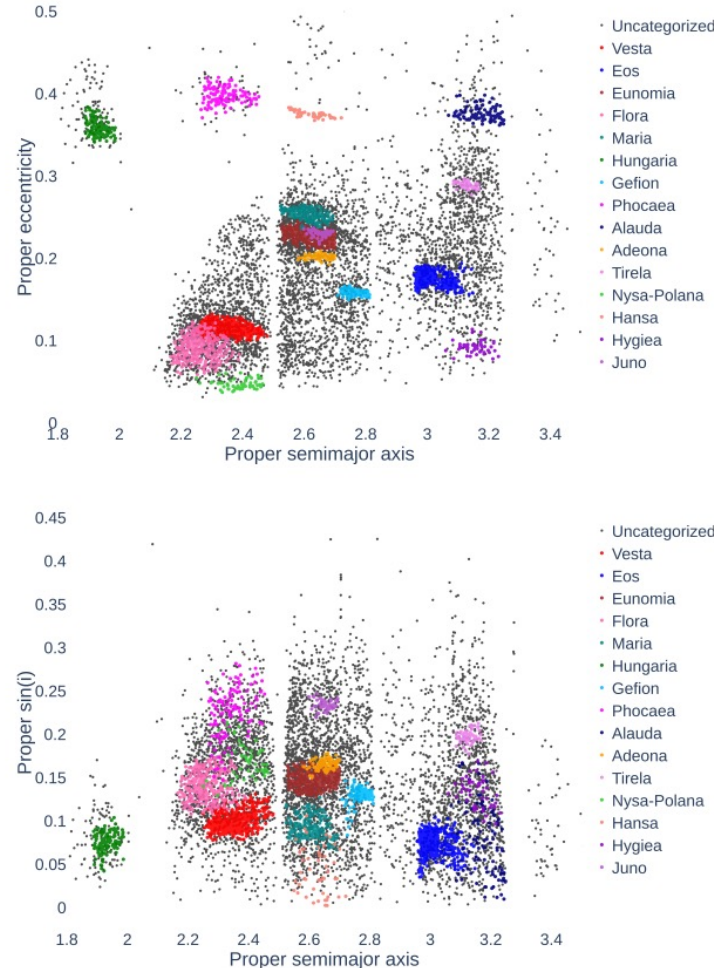 0.5
0.4
0.3
0.2
0.1
0
Proper eccentricity
1.8 2 2.2 2.4 2.6 2.8 3 3.2 3.4
Proper semimajor axis
Uncategorized
Vesta
Eos
Eunomia
Flora
Maria
Hungaria
Gefion
Phocaea
Alauda
Adeona
Tirela
Nysa-Polana
Hansa
Hygiea
Juno
0.45
0.4
0.35
0.3
0.25
0.2
0.15
0.1
0.05
0
Proper sin(i)
1.8 2 2.2 2.4 2.6 2.8 3 3.2 3.4
Proper semimajor axis
Uncategorized
Vesta
Eos
Eunomia
Flora
Maria
Hungaria
Gefion
Phocaea
Alauda
Adeona
Tirela
Nysa-Polana
Hansa
Hygiea
Juno